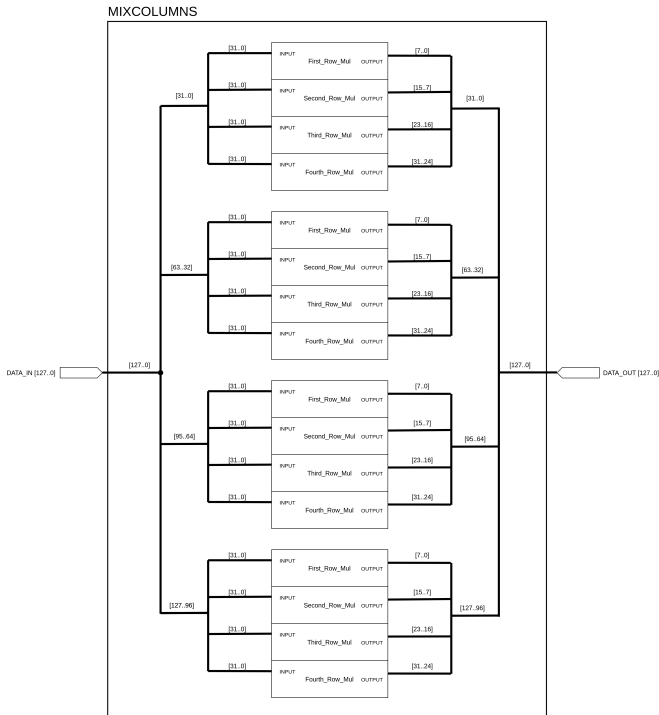 MIXCOLUMNS
[31..0] INPUT First_Row_Mul OUTPUT [7..0]
[31..0] [31..0] INPUT Second_Row_Mul OUTPUT [15..7] [31..0]
[31..0] INPUT Third_Row_Mul OUTPUT [23..16]
[31..0] INPUT Fourth_Row_Mul OUTPUT [31..24]
[31..0] INPUT First_Row_Mul OUTPUT [7..0]
[63..32] [31..0] INPUT Second_Row_Mul OUTPUT [15..7] [63..32]
[31..0] INPUT Third_Row_Mul OUTPUT [23..16]
[31..0] INPUT Fourth_Row_Mul OUTPUT [31..24]
DATA_IN [127..0] [127..0] [127..0] DATA_OUT [127..0]
[31..0] INPUT First_Row_Mul OUTPUT [7..0]
[95..64] [31..0] INPUT Second_Row_Mul OUTPUT [15..7] [95..64]
[31..0] INPUT Third_Row_Mul OUTPUT [23..16]
[31..0] INPUT Fourth_Row_Mul OUTPUT [31..24]
[31..0] INPUT First_Row_Mul OUTPUT [7..0]
[127..96] [31..0] INPUT Second_Row_Mul OUTPUT [15..7] [127..96]
[31..0] INPUT Third_Row_Mul OUTPUT [23..16]
[31..0] INPUT Fourth_Row_Mul OUTPUT [31..24]